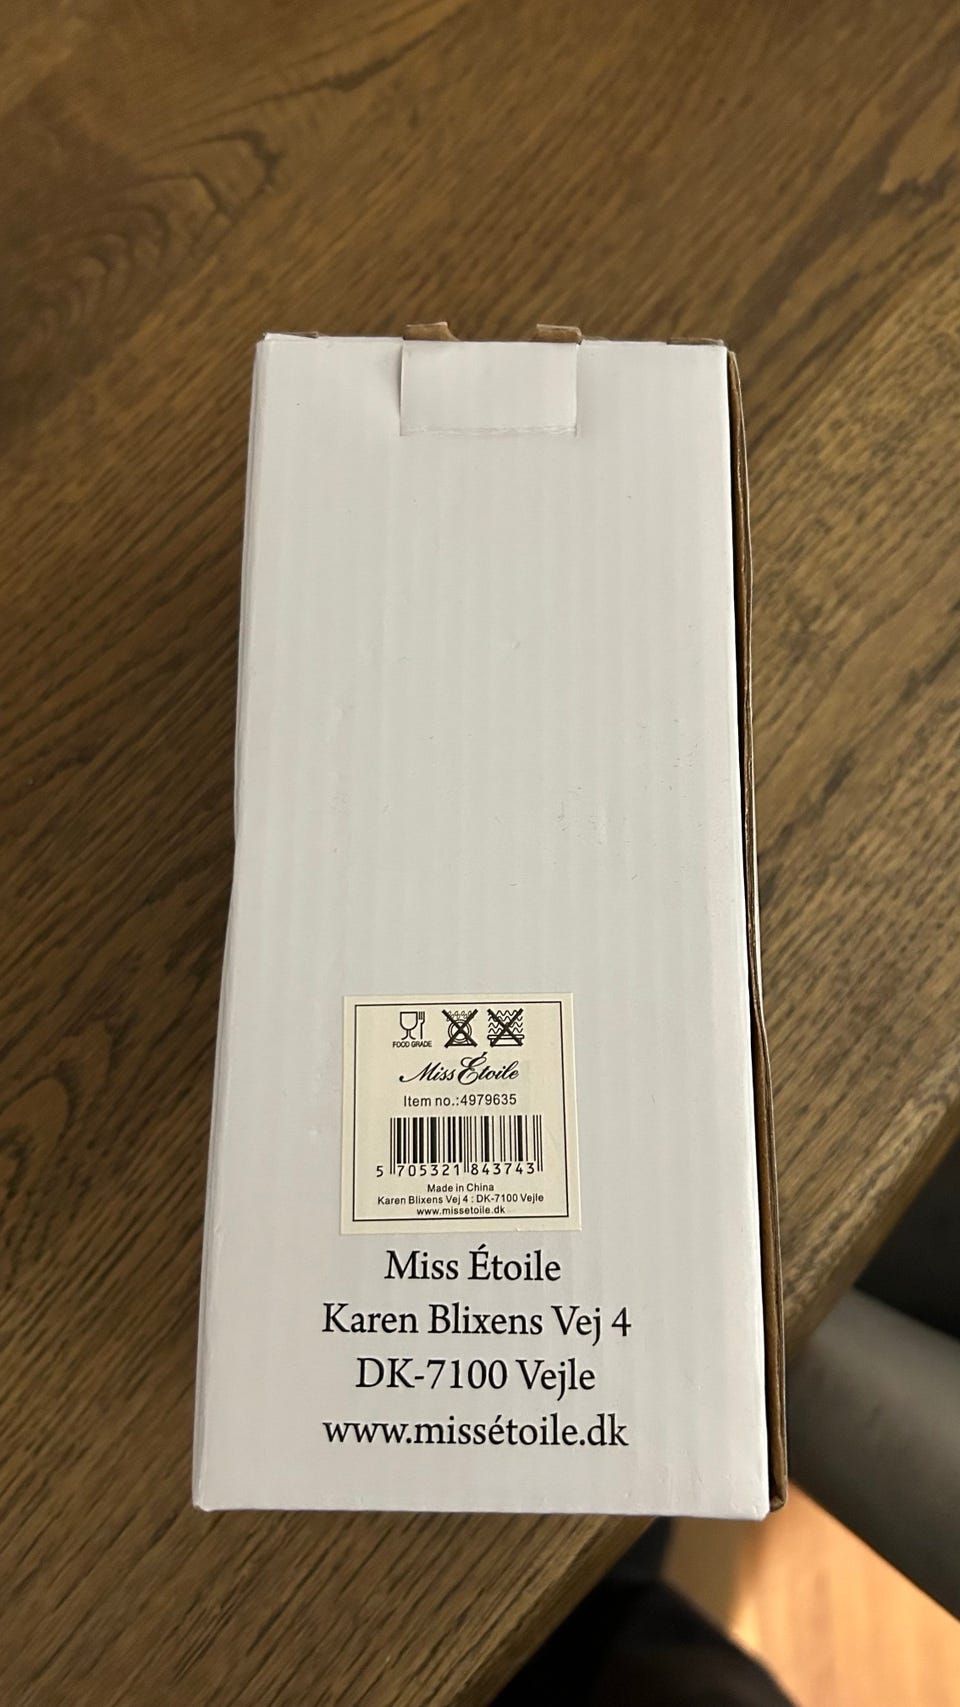 FOOD GRADE
Miss Étoile
Item no.:4979635
5 705321 843743
Made in China
Karen Blixens Vej 4 : DK-7100 Vejle
www.missetoile.dk
Miss Étoile
Karen Blixens Vej 4
DK-7100 Vejle
www.missétoile.dk